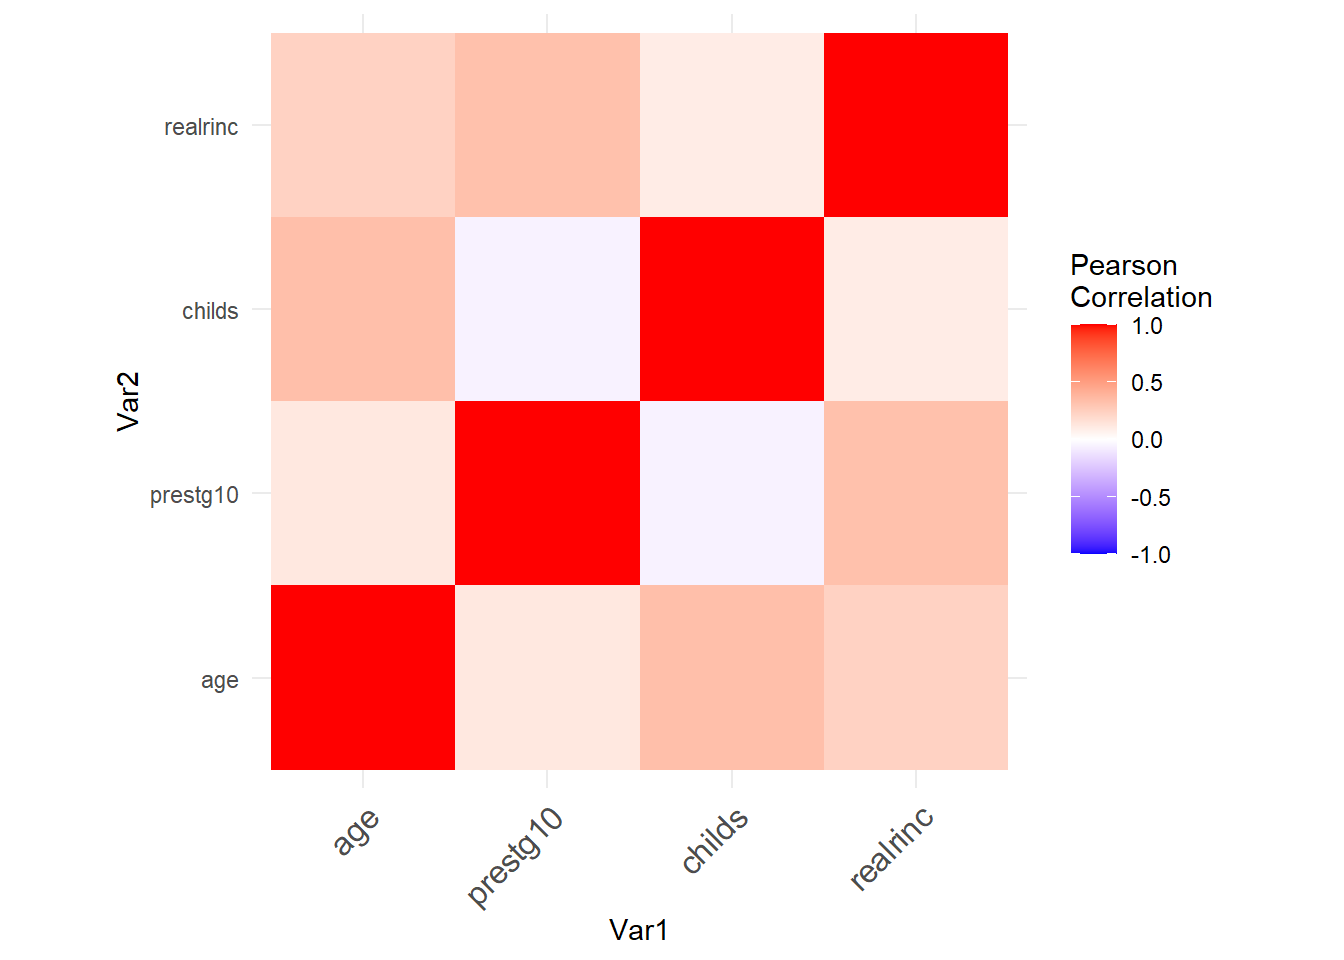 realrinc
childs
prestg10
age
Var2
age
prestg10
childs
realrinc
Var1
Pearson
Correlation
1.0
0.5
0.0
-0.5
-1.0